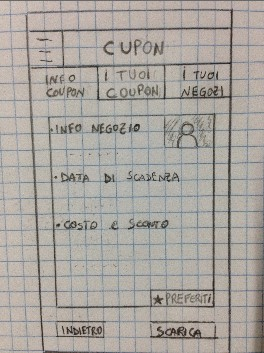 CUPON
INFO COUPON
I TUOI COUPON
I TUOI NEGOZI
• INFO NEGOZIO
• DATA DI SCADENZA
• COSTO E SCONTO
★ PREFERITI
INDIETRO
SCARICA